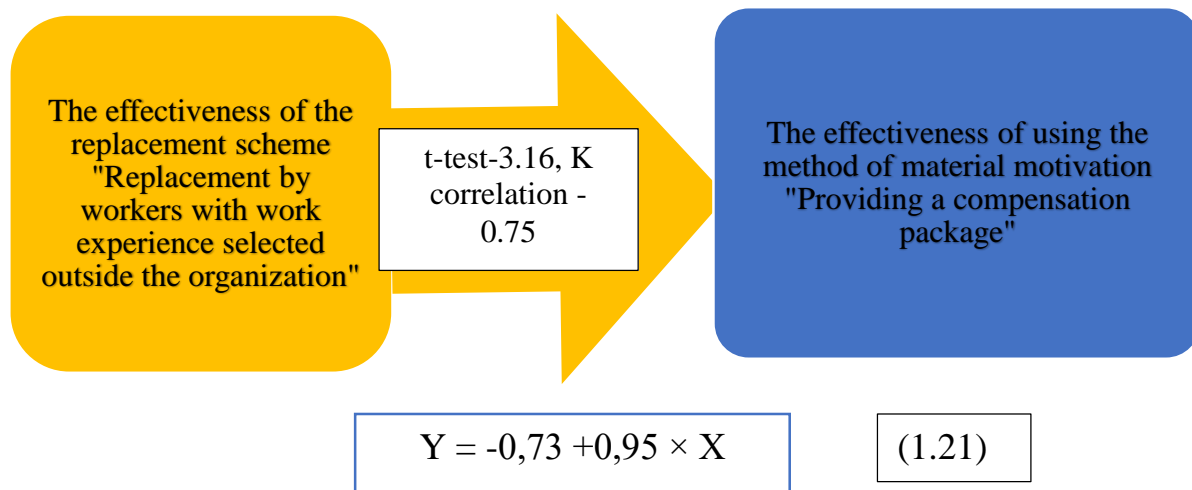 The effectiveness of the
replacement scheme
"Replacement by
workers with work
experience selected
outside the organization"
t-test-3.16, K
correlation -
0.75
The effectiveness of using the
method of material motivation
"Providing a compensation
package"
Y = -0,73 +0,95 × X
(1.21)